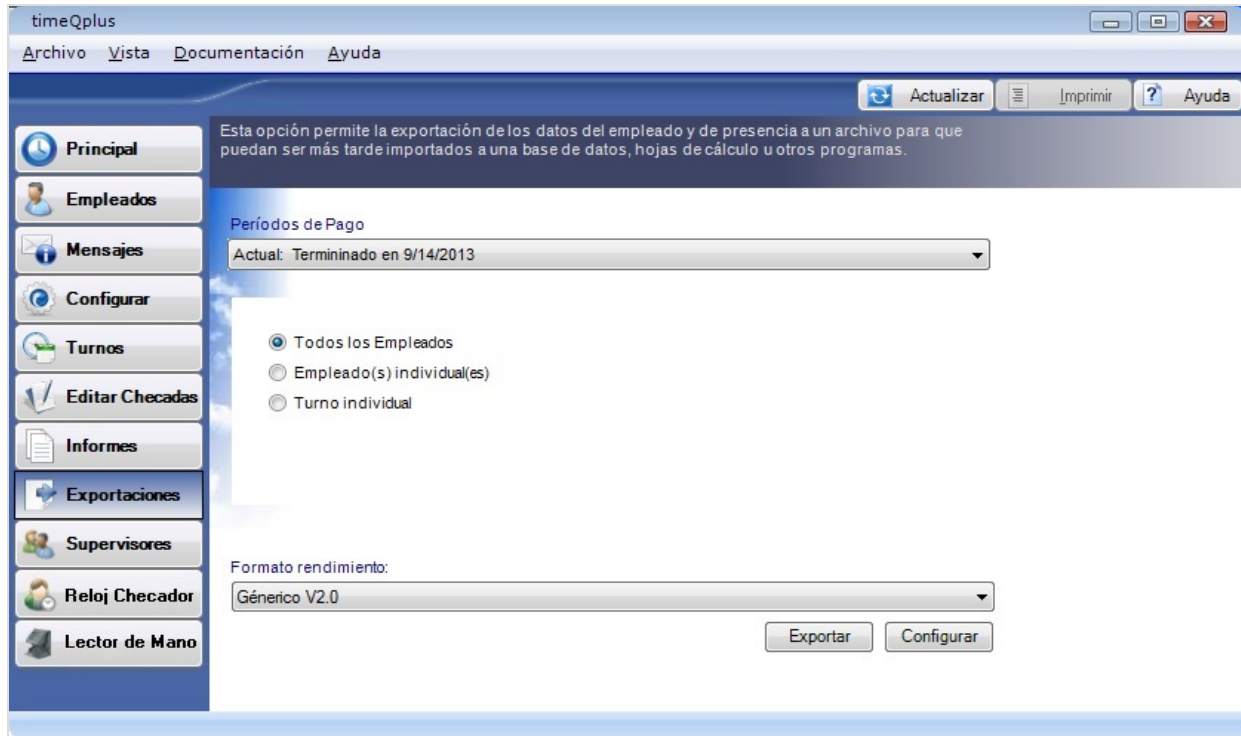 timeQplus
Archivo Vista Documentación Ayuda
Actualizar Imprimir Ayuda
Esta opción permite la exportación de los datos del empleado y de presencia a un archivo para que
puedan ser más tarde importados a una base de datos, hojas de cálculo u otros programas.
Principal
Empleados
Mensajes
Configurar
Turnos
Editar Checadas
Informes
Exportaciones
Supervisores
Reloj Checador
Lector de Mano
Períodos de Pago
Actual: Termininado en 9/14/2013
Todos los Empleados
Empleado(s) individual(es)
Turno individual
Formato rendimiento:
Génerico V2.0
Exportar Configurar